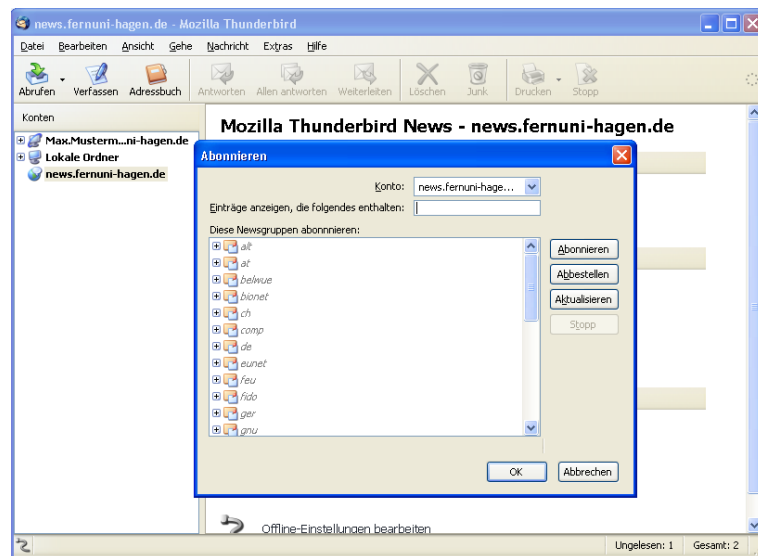 news.fernuni-hagen.de - Mozilla Thunderbird
Datei Bearbeiten Ansicht Gehe Nachricht Extras Hilfe
Abrufen Verfassen Adressbuch Antworten Allen antworten Weiterleiten Löschen Junk Drucken Stopp
Konten
Max.Musterm...ni-hagen.de
Lokale Ordner
news.fernuni-hagen.de
Mozilla Thunderbird News - news.fernuni-hagen.de
Abonnieren
Konto: news.fernuni-hage...
Einträge anzeigen, die folgendes enthalten:
Diese Newsgruppen abonnnieren:
alt
at
belwue
bionet
ch
comp
de
eunet
feu
fido
ger
gnu
Abonnieren
Abbestellen
Aktualisieren
Stopp
OK Abbrechen
Offline-Einstellungen bearbeiten
Ungelesen: 1 Gesamt: 2